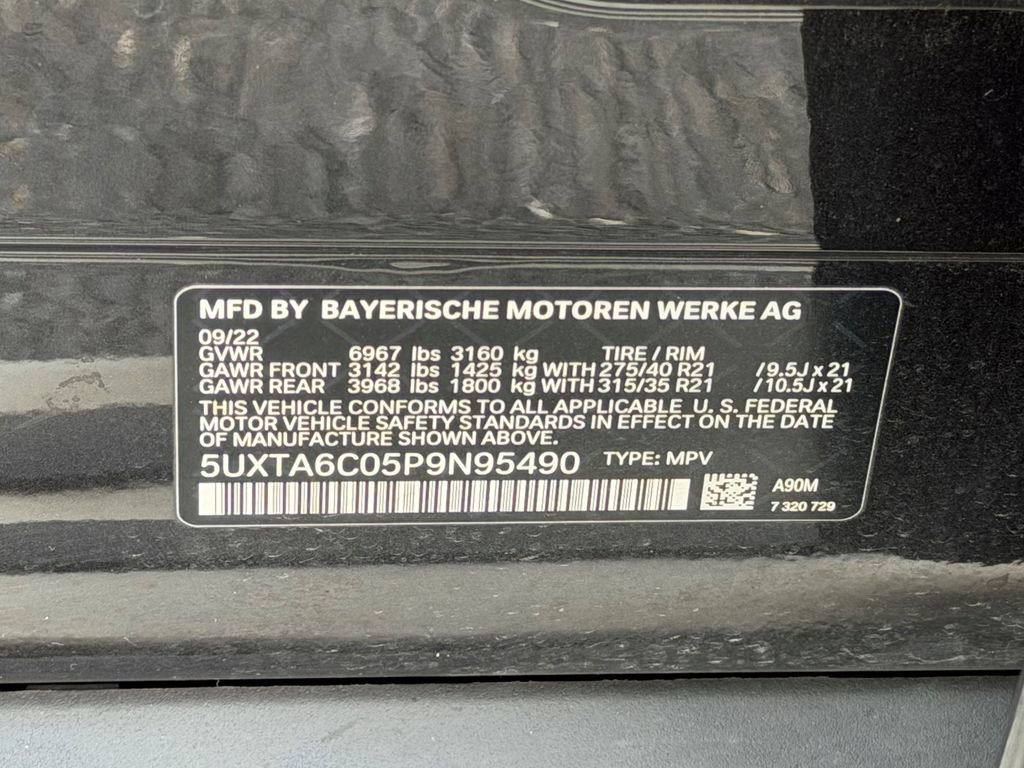 MFD BY BAYERISCHE MOTOREN WERKE AG
09/22
GVWR 6967 lbs 3160 kg TIRE / RIM
GAWR FRONT 3142 lbs 1425 kg WITH 275/40 R21 / 9.5J x 21
GAWR REAR 3968 lbs 1800 kg WITH 315/35 R21 / 10.5J x 21
THIS VEHICLE CONFORMS TO ALL APPLICABLE U. S. FEDERAL
MOTOR VEHICLE SAFETY STANDARDS IN EFFECT ON THE DATE
OF MANUFACTURE SHOWN ABOVE.
5UXTA6C05P9N95490 TYPE: MPV
A90M
7 320 729